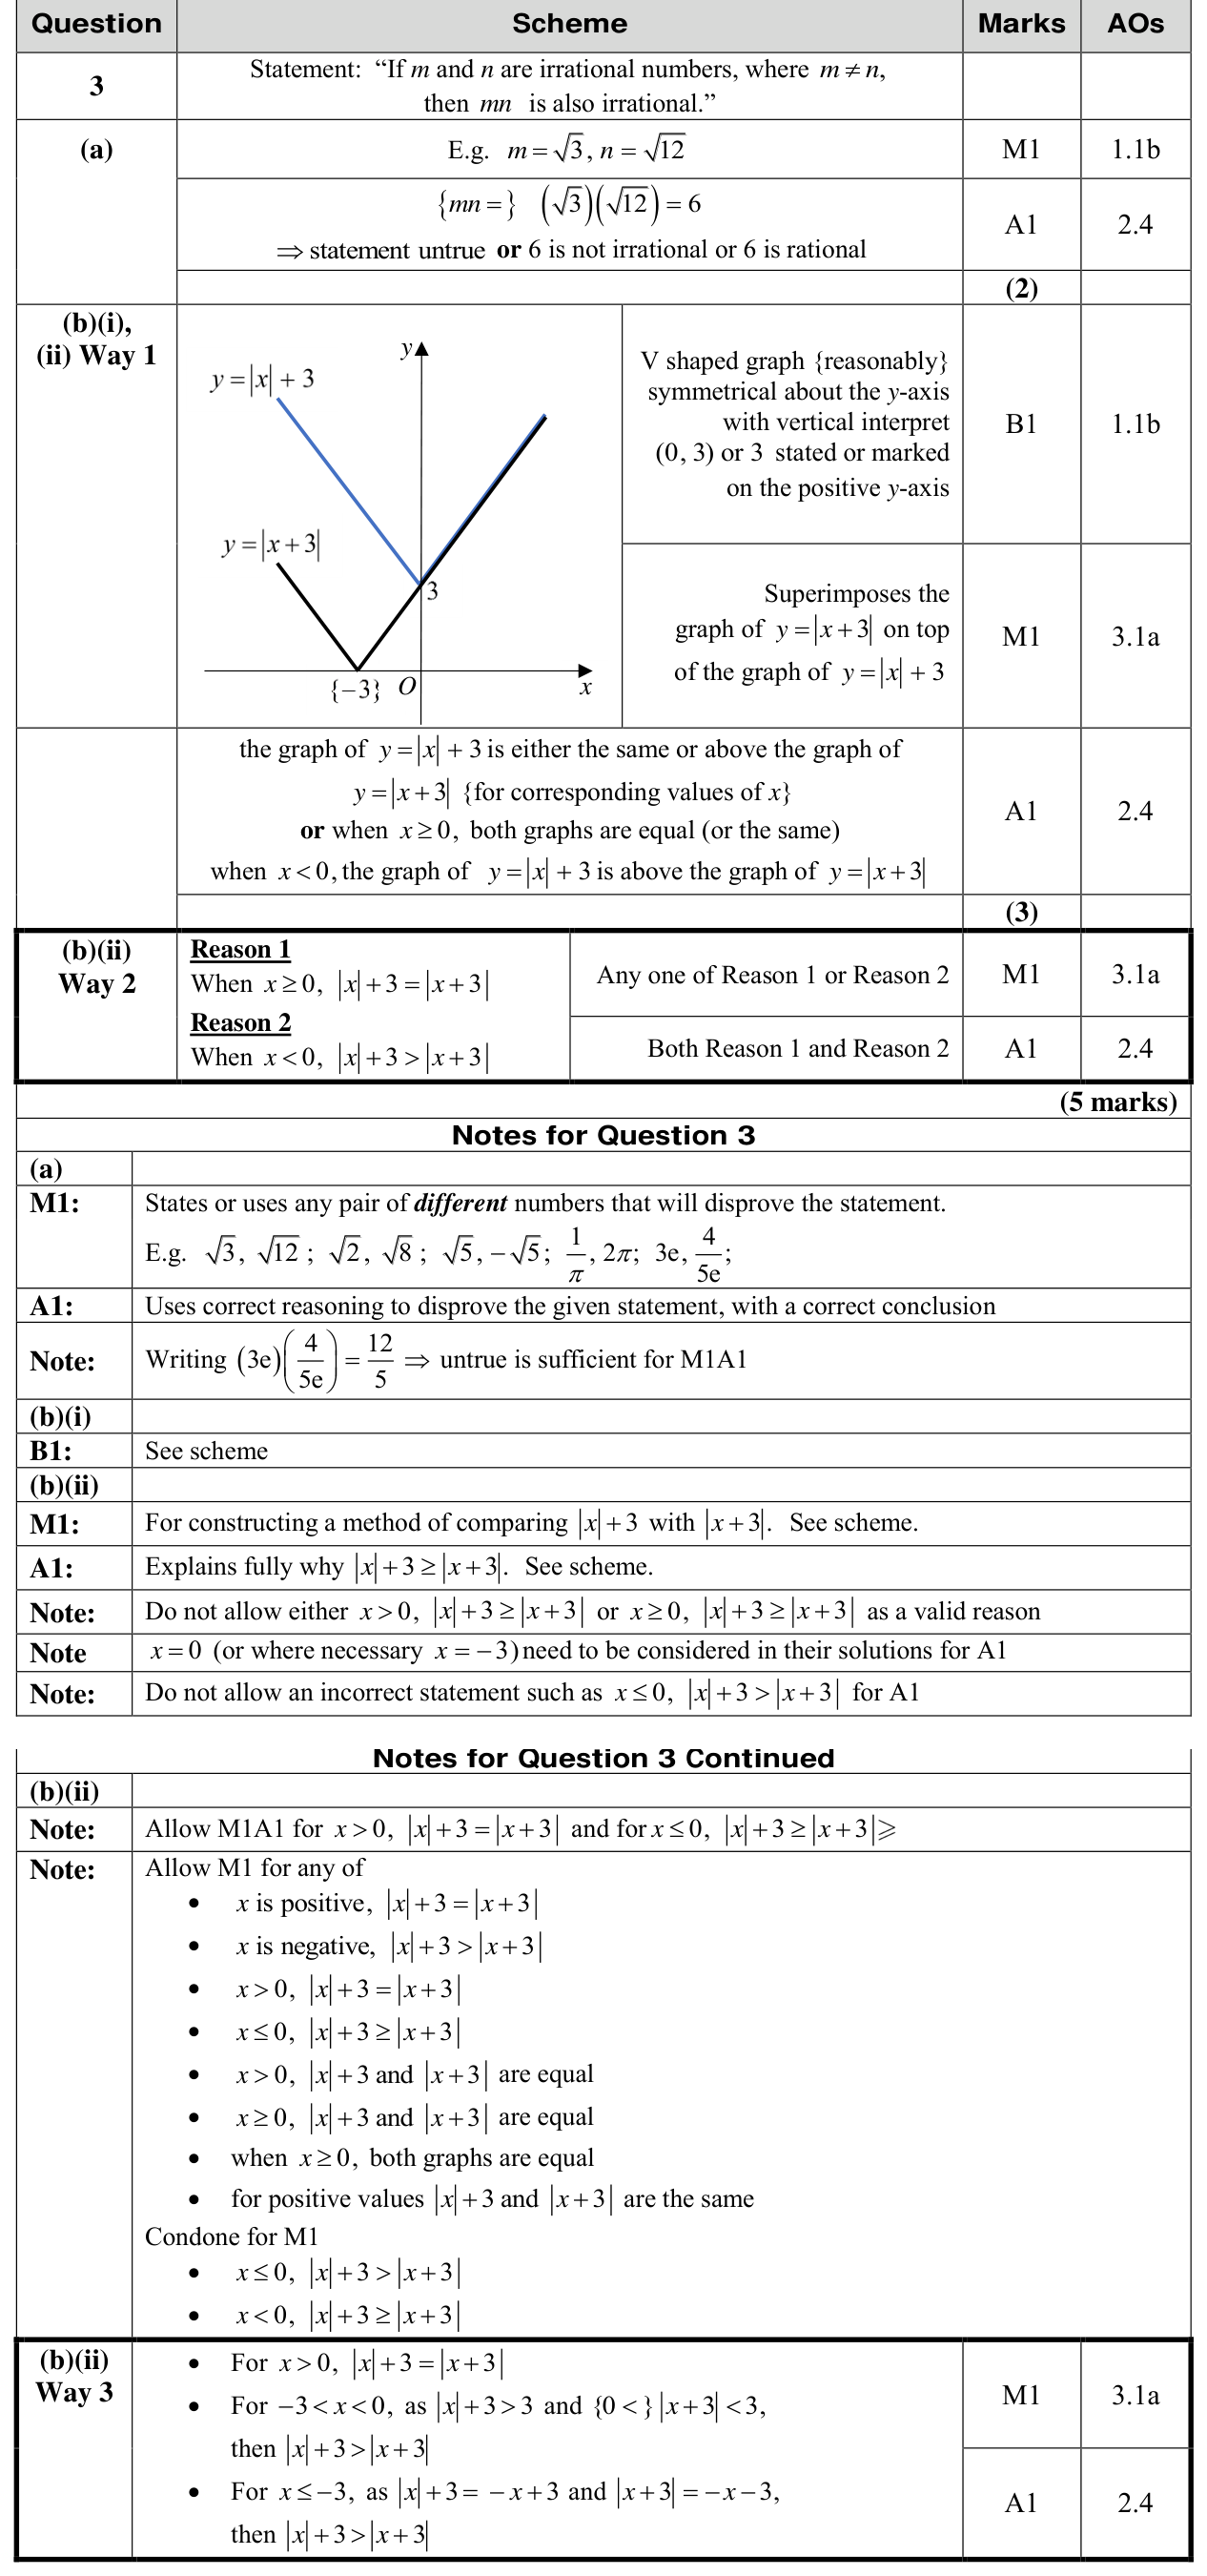 Question Scheme Marks AOs
3 Statement: “If m and n are irrational numbers, where m ≠ n,
then mn is also irrational.”
(a) E.g. m = √3, n = √12 M1 1.1b
{mn =} (√3)(√12) = 6
⇒ statement untrue or 6 is not irrational or 6 is rational A1 2.4
(2)
(b)(i),
(ii) Way 1
y
y = |x| + 3
y = |x + 3|
3
{−3} O x
V shaped graph {reasonably}
symmetrical about the y-axis
with vertical interpret
(0, 3) or 3 stated or marked
on the positive y-axis
B1 1.1b
Superimposes the
graph of y = |x + 3| on top
of the graph of y = |x| + 3
M1 3.1a
the graph of y = |x| + 3 is either the same or above the graph of
y = |x + 3| {for corresponding values of x}
or when x ≥ 0, both graphs are equal (or the same)
when x < 0, the graph of y = |x| + 3 is above the graph of y = |x + 3|
A1 2.4
(3)
(b)(ii)
Way 2
Reason 1
When x ≥ 0, |x| + 3 = |x + 3|
Any one of Reason 1 or Reason 2 M1 3.1a
Reason 2
When x < 0, |x| + 3 > |x + 3|
Both Reason 1 and Reason 2 A1 2.4
(5 marks)
Notes for Question 3
(a)
M1: States or uses any pair of different numbers that will disprove the statement.
E.g. √3, √12 ; √2, √8 ; √5, −√5 ; 1/π, 2π; 3e, 4/5e;
A1: Uses correct reasoning to disprove the given statement, with a correct conclusion
Note: Writing (3e)(4/5e) = 12/5 ⇒ untrue is sufficient for M1A1
(b)(i)
B1: See scheme
(b)(ii)
M1: For constructing a method of comparing |x| + 3 with |x + 3|. See scheme.
A1: Explains fully why |x| + 3 ≥ |x + 3|. See scheme.
Note: Do not allow either x > 0, |x| + 3 ≥ |x + 3| or x ≥ 0, |x| + 3 ≥ |x + 3| as a valid reason
Note x = 0 (or where necessary x = −3) need to be considered in their solutions for A1
Note: Do not allow an incorrect statement such as x ≤ 0, |x| + 3 > |x + 3| for A1
Notes for Question 3 Continued
(b)(ii)
Note: Allow M1A1 for x > 0, |x| + 3 = |x + 3| and for x ≤ 0, |x| + 3 ≥ |x + 3| ⩾
Note: Allow M1 for any of
• x is positive, |x| + 3 = |x + 3|
• x is negative, |x| + 3 > |x + 3|
• x > 0, |x| + 3 = |x + 3|
• x ≤ 0, |x| + 3 ≥ |x + 3|
• x > 0, |x| + 3 and |x + 3| are equal
• x ≥ 0, |x| + 3 and |x + 3| are equal
• when x ≥ 0, both graphs are equal
• for positive values |x| + 3 and |x + 3| are the same
Condone for M1
• x ≤ 0, |x| + 3 > |x + 3|
• x < 0, |x| + 3 ≥ |x + 3|
(b)(ii)
Way 3
• For x > 0, |x| + 3 = |x + 3|
• For −3 < x < 0, as |x| + 3 > 3 and {0 < } |x + 3| < 3,
then |x| + 3 > |x + 3|
M1 3.1a
• For x ≤ −3, as |x| + 3 = −x + 3 and |x + 3| = −x − 3,
then |x| + 3 > |x + 3|
A1 2.4